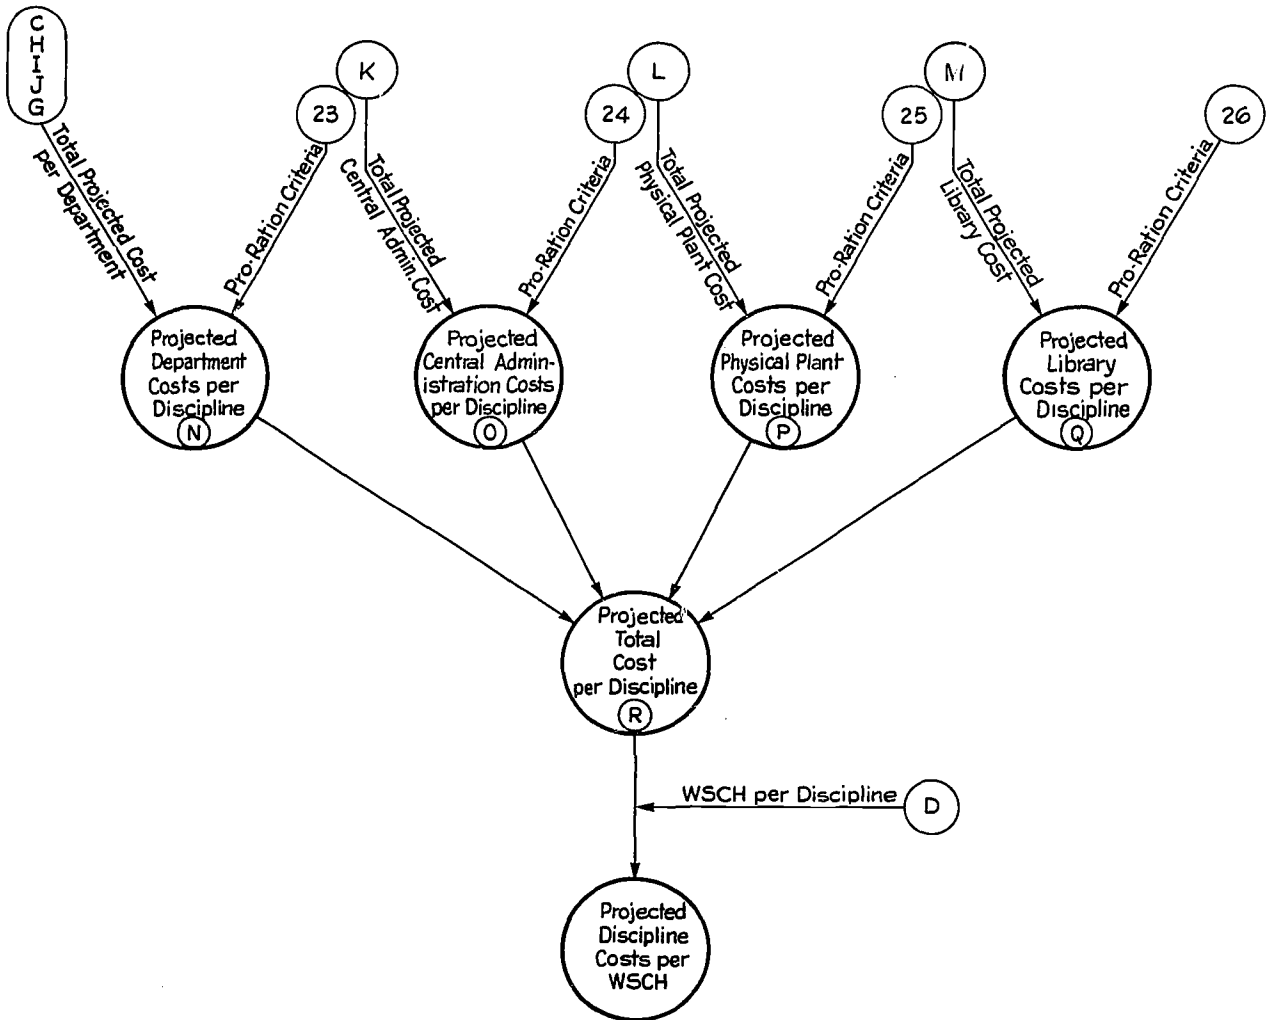 C
H
I
J
G
K
L
M
23
24
25
26
Total Projected Cost
per Department
Pro-Ration Criteria
Total Projected
Central Admin. Cost
Pro-Ration Criteria
Total Projected
Physical Plant Cost
Pro-Ration Criteria
Total Projected
Library Cost
Pro-Ration Criteria
Projected
Department
Costs per
Discipline
N
Projected
Central Admin-
istration Costs
per Discipline
O
Projected
Physical Plant
Costs per
Discipline
P
Projected
Library
Costs per
Discipline
Q
Projected
Total
Cost
per Discipline
R
WSCH per Discipline
D
Projected
Discipline
Costs per
WSCH